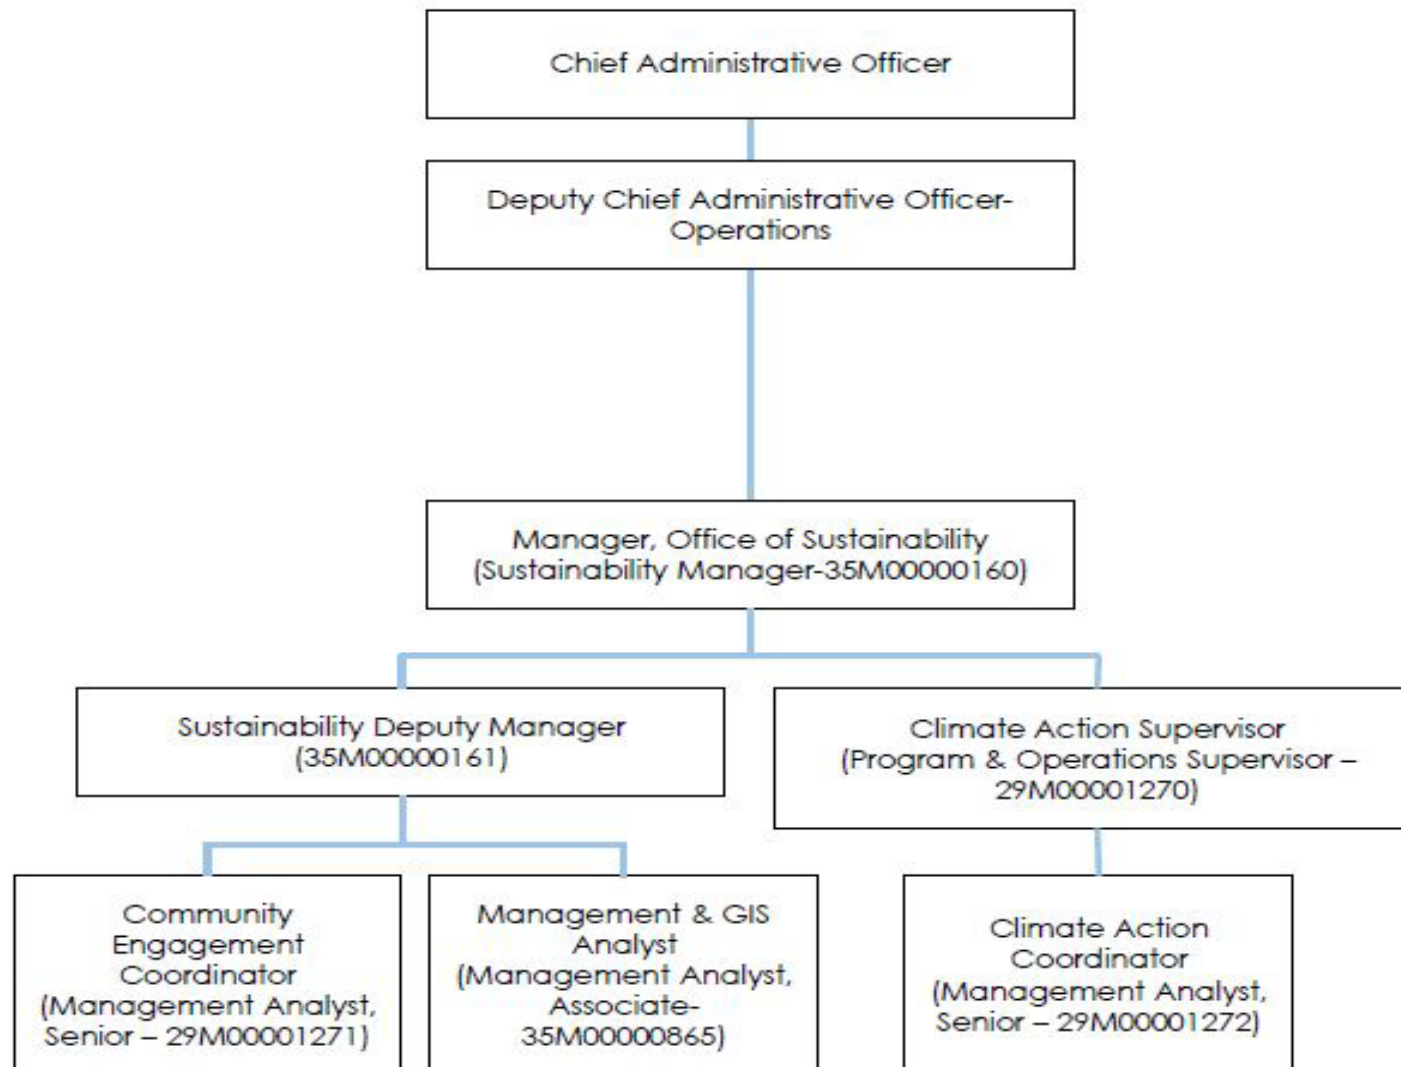 Chief Administrative Officer
Deputy Chief Administrative Officer-
Operations
Manager, Office of Sustainability
(Sustainability Manager-35M00000160)
Sustainability Deputy Manager
(35M00000161)
Climate Action Supervisor
(Program & Operations Supervisor –
29M00001270)
Community
Engagement
Coordinator
(Management Analyst,
Senior – 29M00001271)
Management & GIS
Analyst
(Management Analyst,
Associate-
35M00000865)
Climate Action
Coordinator
(Management Analyst,
Senior – 29M00001272)